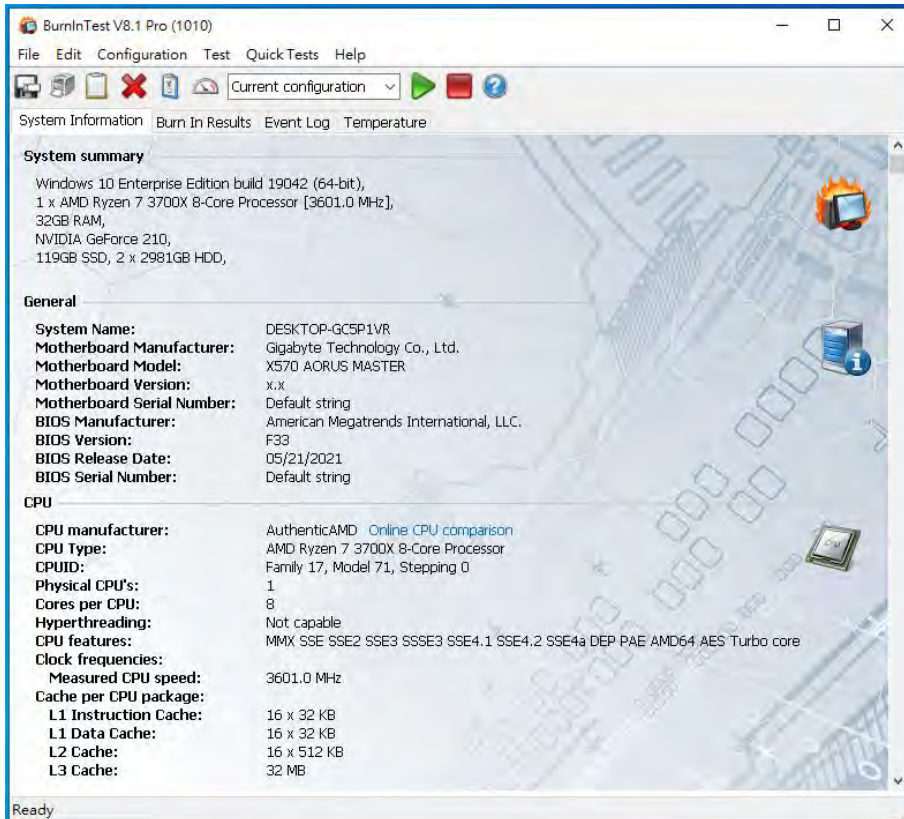 BurnInTest V8.1 Pro (1010)
File Edit Configuration Test Quick Tests Help
Current configuration
System Information Burn In Results Event Log Temperature
System summary
Windows 10 Enterprise Edition build 19042 (64-bit),
1 x AMD Ryzen 7 3700X 8-Core Processor [3601.0 MHz],
32GB RAM,
NVIDIA GeForce 210,
119GB SSD, 2 x 2981GB HDD,
General
System Name: DESKTOP-GC5P1VR
Motherboard Manufacturer: Gigabyte Technology Co., Ltd.
Motherboard Model: X570 AORUS MASTER
Motherboard Version: x.x
Motherboard Serial Number: Default string
BIOS Manufacturer: American Megatrends International, LLC.
BIOS Version: F33
BIOS Release Date: 05/21/2021
BIOS Serial Number: Default string
CPU
CPU manufacturer: AuthenticAMD Online CPU comparison
CPU Type: AMD Ryzen 7 3700X 8-Core Processor
CPUID: Family 17, Model 71, Stepping 0
Physical CPU's: 1
Cores per CPU: 8
Hyperthreading: Not capable
CPU features: MMX SSE SSE2 SSE3 SSSE3 SSE4.1 SSE4.2 SSE4a DEP PAE AMD64 AES Turbo core
Clock frequencies:
Measured CPU speed: 3601.0 MHz
Cache per CPU package:
L1 Instruction Cache: 16 x 32 KB
L1 Data Cache: 16 x 32 KB
L2 Cache: 16 x 512 KB
L3 Cache: 32 MB
Ready